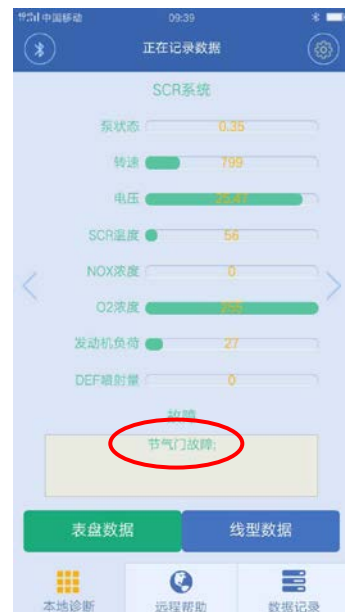 中国移动 09:39
正在记录数据
SCR系统
泵状态 0.35
转速 799
电压 25.47
SCR温度 56
NOX浓度 0
O2浓度
发动机负荷 27
DEF喷射量 0
故障
节气门故障;
表盘数据 线型数据
本地诊断 远程帮助 数据记录